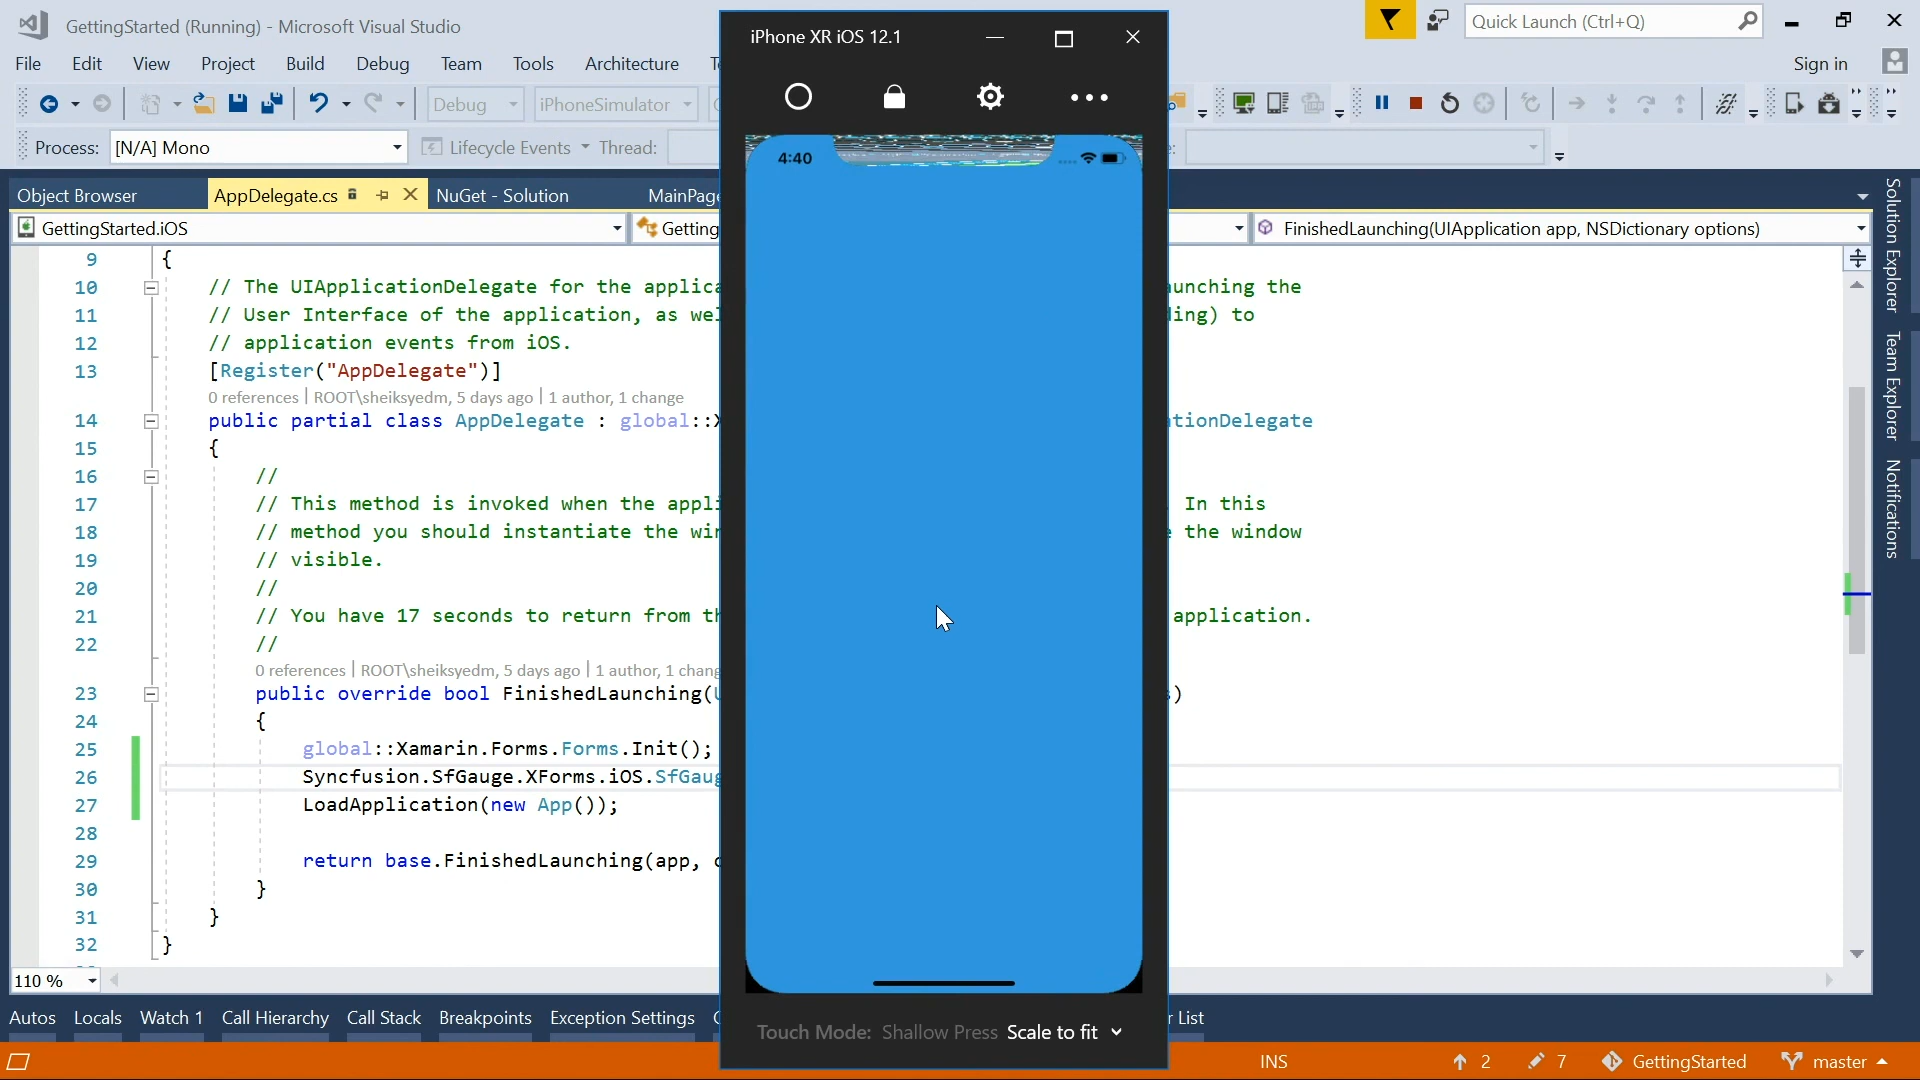 GettingStarted (Running) - Microsoft Visual Studio
Quick Launch (Ctrl+Q)
File Edit View Project Build Debug Team Tools Architecture
Sign in
Debug iPhoneSimulator
Process: [N/A] Mono Lifecycle Events Thread:
Object Browser AppDelegate.cs NuGet - Solution MainPage
GettingStarted.iOS Getting FinishedLaunching(UIApplication app, NSDictionary options)
iPhone XR iOS 12.1
4:40
9 {
10 // The UIApplicationDelegate for the applica unching the
11 // User Interface of the application, as wel ing) to
12 // application events from iOS.
13 [Register("AppDelegate")]
0 references | ROOT\sheiksyedm, 5 days ago | 1 author, 1 change
14 public partial class AppDelegate : global:: tionDelegate
15 {
16 //
17 // This method is invoked when the appli In this
18 // method you should instantiate the win the window
19 // visible.
20 //
21 // You have 17 seconds to return from th application.
22 //
0 references | ROOT\sheiksyedm, 5 days ago | 1 author, 1 chang
23 public override bool FinishedLaunching( )
24 {
25 global::Xamarin.Forms.Forms.Init();
26 Syncfusion.SfGauge.XForms.iOS.SfGaug
27 LoadApplication(new App());
28
29 return base.FinishedLaunching(app,
30 }
31 }
32 }
110 %
Solution Explorer
Team Explorer
Notifications
Touch Mode: Shallow Press Scale to fit
Autos Locals Watch 1 Call Hierarchy Call Stack Breakpoints Exception Settings r List
INS 2 7 GettingStarted master